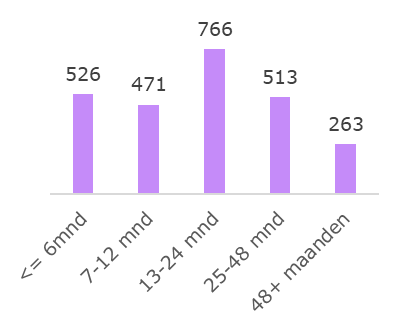 526
471
766
513
263
<= 6mnd
7-12 mnd
13-24 mnd
25-48 mnd
48+ maanden